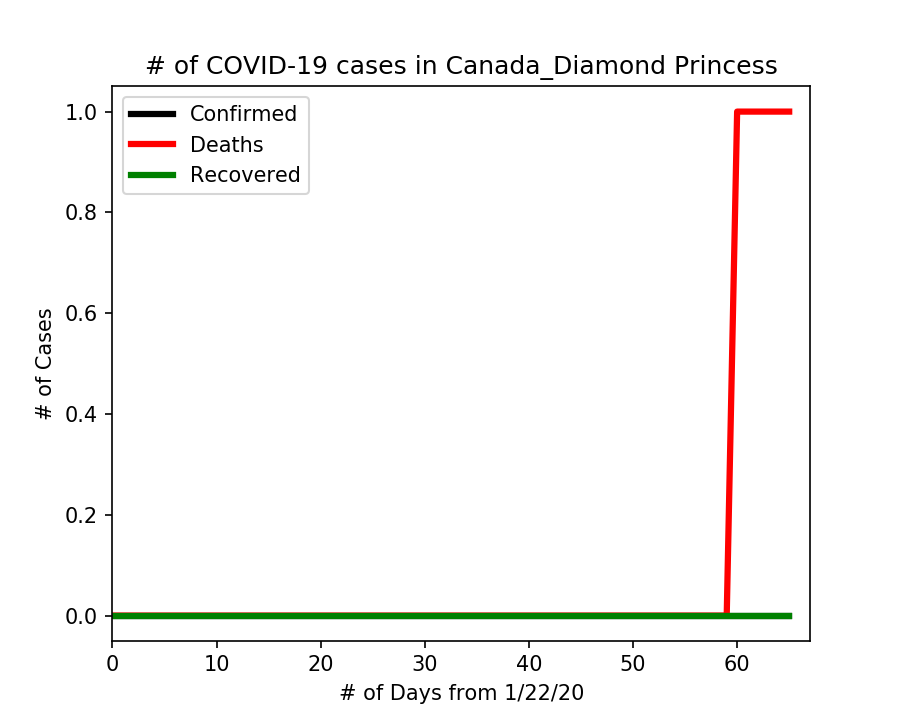 # of COVID-19 cases in Canada_Diamond Princess
Confirmed
Deaths
Recovered
1.0
0.8
0.6
0.4
0.2
0.0
# of Cases
0 10 20 30 40 50 60
# of Days from 1/22/20